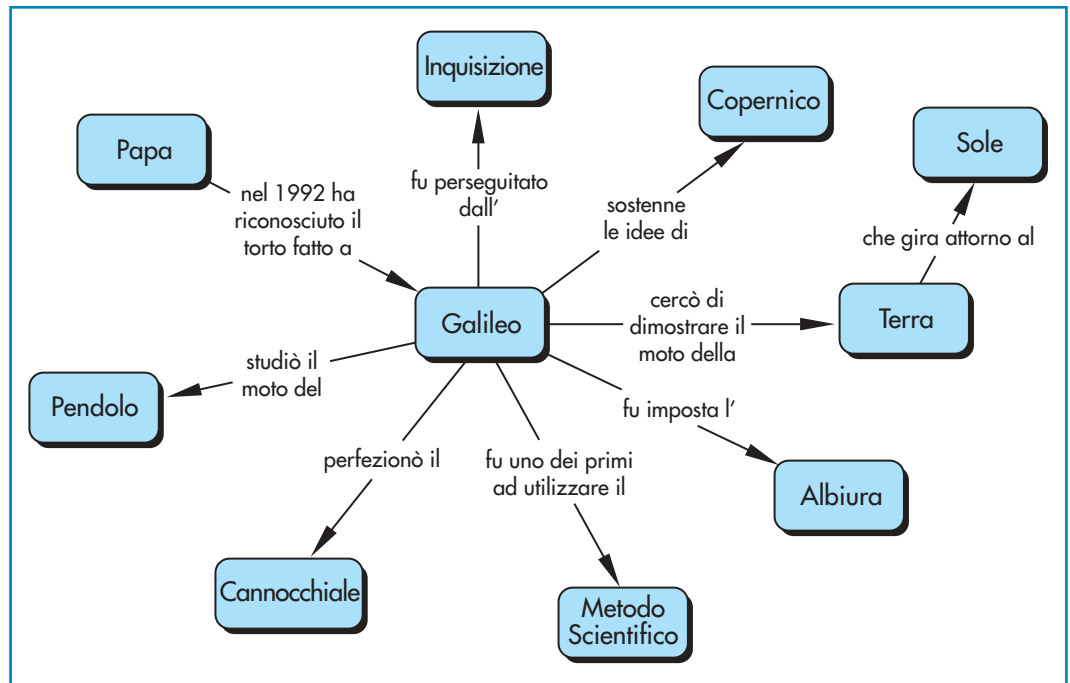 Inquisizione
Copernico
Sole
Papa
nel 1992 ha
riconosciuto il
torto fatto a
fu perseguitato
dall'
sostenne
le idee di
che gira attorno al
Galileo
cercò di
dimostrare il
moto della
Terra
studiò il
moto del
Pendolo
fu imposta l'
perfezionò il
fu uno dei primi
ad utilizzare il
Albiura
Cannocchiale
Metodo
Scientifico